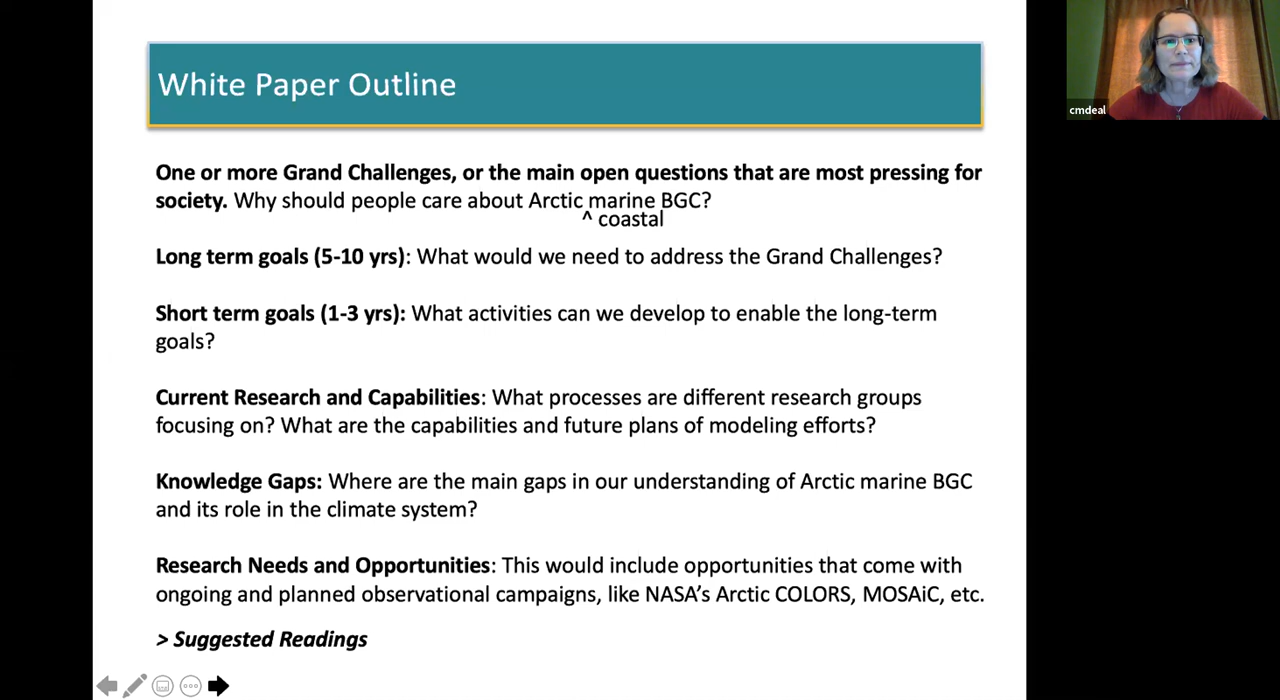 White Paper Outline
cmdeal
One or more Grand Challenges, or the main open questions that are most pressing for
society. Why should people care about Arctic marine BGC?
^ coastal
Long term goals (5-10 yrs): What would we need to address the Grand Challenges?
Short term goals (1-3 yrs): What activities can we develop to enable the long-term
goals?
Current Research and Capabilities: What processes are different research groups
focusing on? What are the capabilities and future plans of modeling efforts?
Knowledge Gaps: Where are the main gaps in our understanding of Arctic marine BGC
and its role in the climate system?
Research Needs and Opportunities: This would include opportunities that come with
ongoing and planned observational campaigns, like NASA’s Arctic COLORS, MOSAiC, etc.
> Suggested Readings